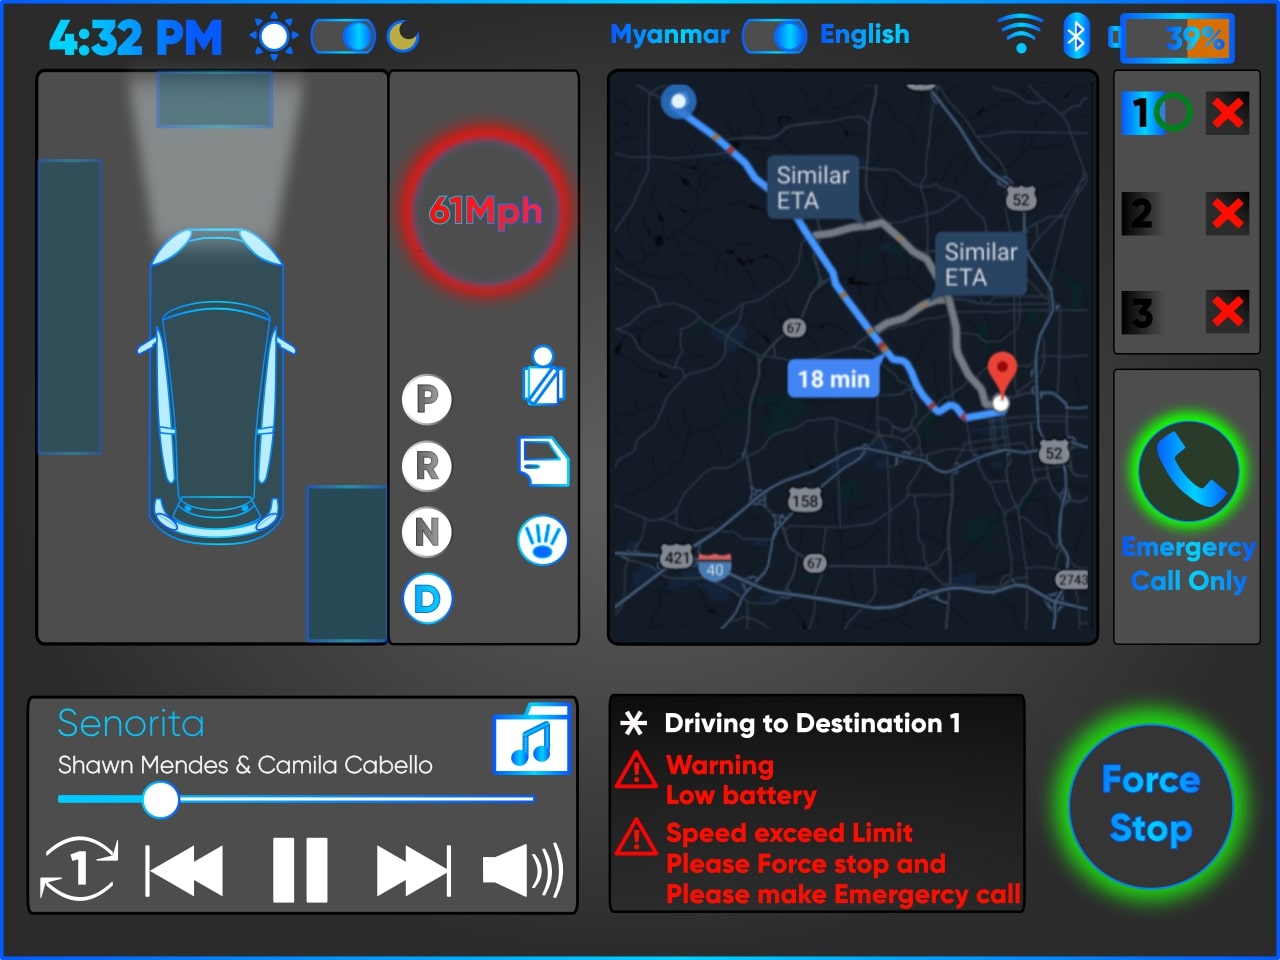 4:32 PM
Myanmar English
39%
61Mph
P
R
N
D
Similar
ETA
Similar
ETA
52
67
18 min
52
158
421
40
67
2743
1
2
3
Emergency
Call Only
Senorita
Shawn Mendes & Camila Cabello
1
Driving to Destination 1
Warning
Low battery
Speed exceed Limit
Please Force stop and
Please make Emergency call
Force
Stop